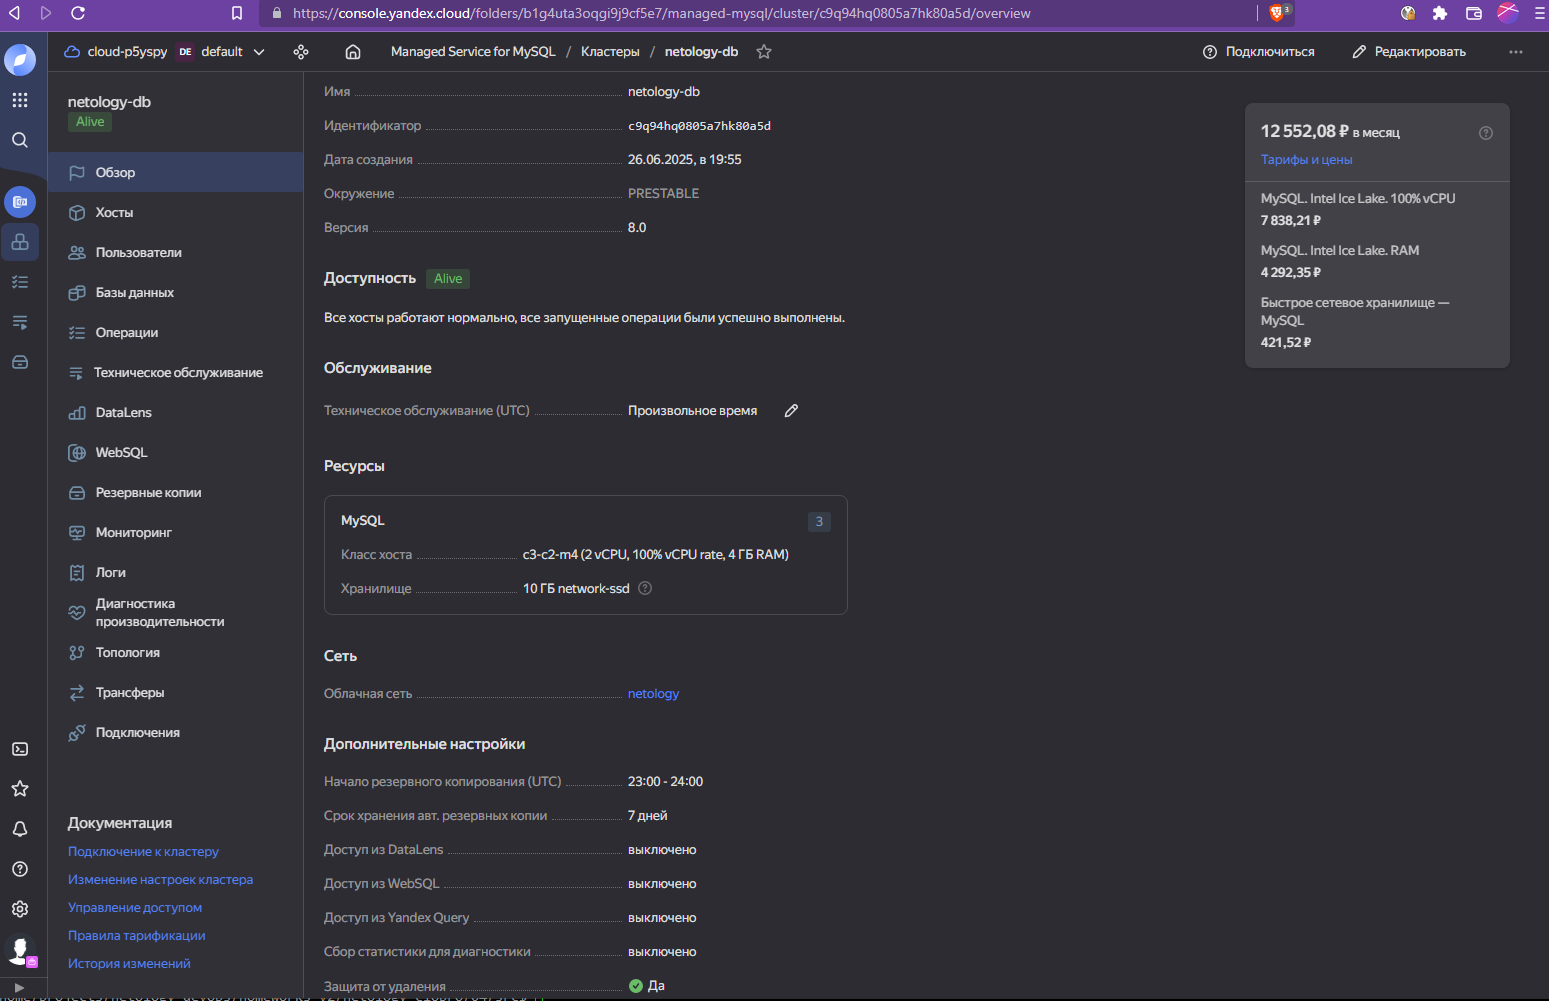 https://console.yandex.cloud/folders/b1g4uta3oqgi9j9cf5e7/managed-mysql/cluster/c9q94hq0805a7hk80a5d/overview
3
cloud-p5yspy DE default
Managed Service for MySQL / Кластеры / netology-db
Подключиться
Редактировать
netology-db
Alive
Обзор
Хосты
Пользователи
Базы данных
Операции
Техническое обслуживание
DataLens
WebSQL
Резервные копии
Мониторинг
Логи
Диагностика
производительности
Топология
Трансферы
Подключения
Документация
Подключение к кластеру
Изменение настроек кластера
Управление доступом
Правила тарификации
История изменений
Имя netology-db
Идентификатор c9q94hq0805a7hk80a5d
Дата создания 26.06.2025, в 19:55
Окружение PRESTABLE
Версия 8.0
Доступность Alive
Все хосты работают нормально, все запущенные операции были успешно выполнены.
Обслуживание
Техническое обслуживание (UTC) Произвольное время
Ресурсы
MySQL 3
Класс хоста c3-c2-m4 (2 vCPU, 100% vCPU rate, 4 ГБ RAM)
Хранилище 10 ГБ network-ssd
Сеть
Облачная сеть netology
Дополнительные настройки
Начало резервного копирования (UTC) 23:00 - 24:00
Срок хранения авт. резервных копии 7 дней
Доступ из DataLens выключено
Доступ из WebSQL выключено
Доступ из Yandex Query выключено
Сбор статистики для диагностики выключено
Защита от удаления Да
12 552,08 ₽ в месяц
Тарифы и цены
MySQL. Intel Ice Lake. 100% vCPU
7 838,21 ₽
MySQL. Intel Ice Lake. RAM
4 292,35 ₽
Быстрое сетевое хранилище —
MySQL
421,52 ₽